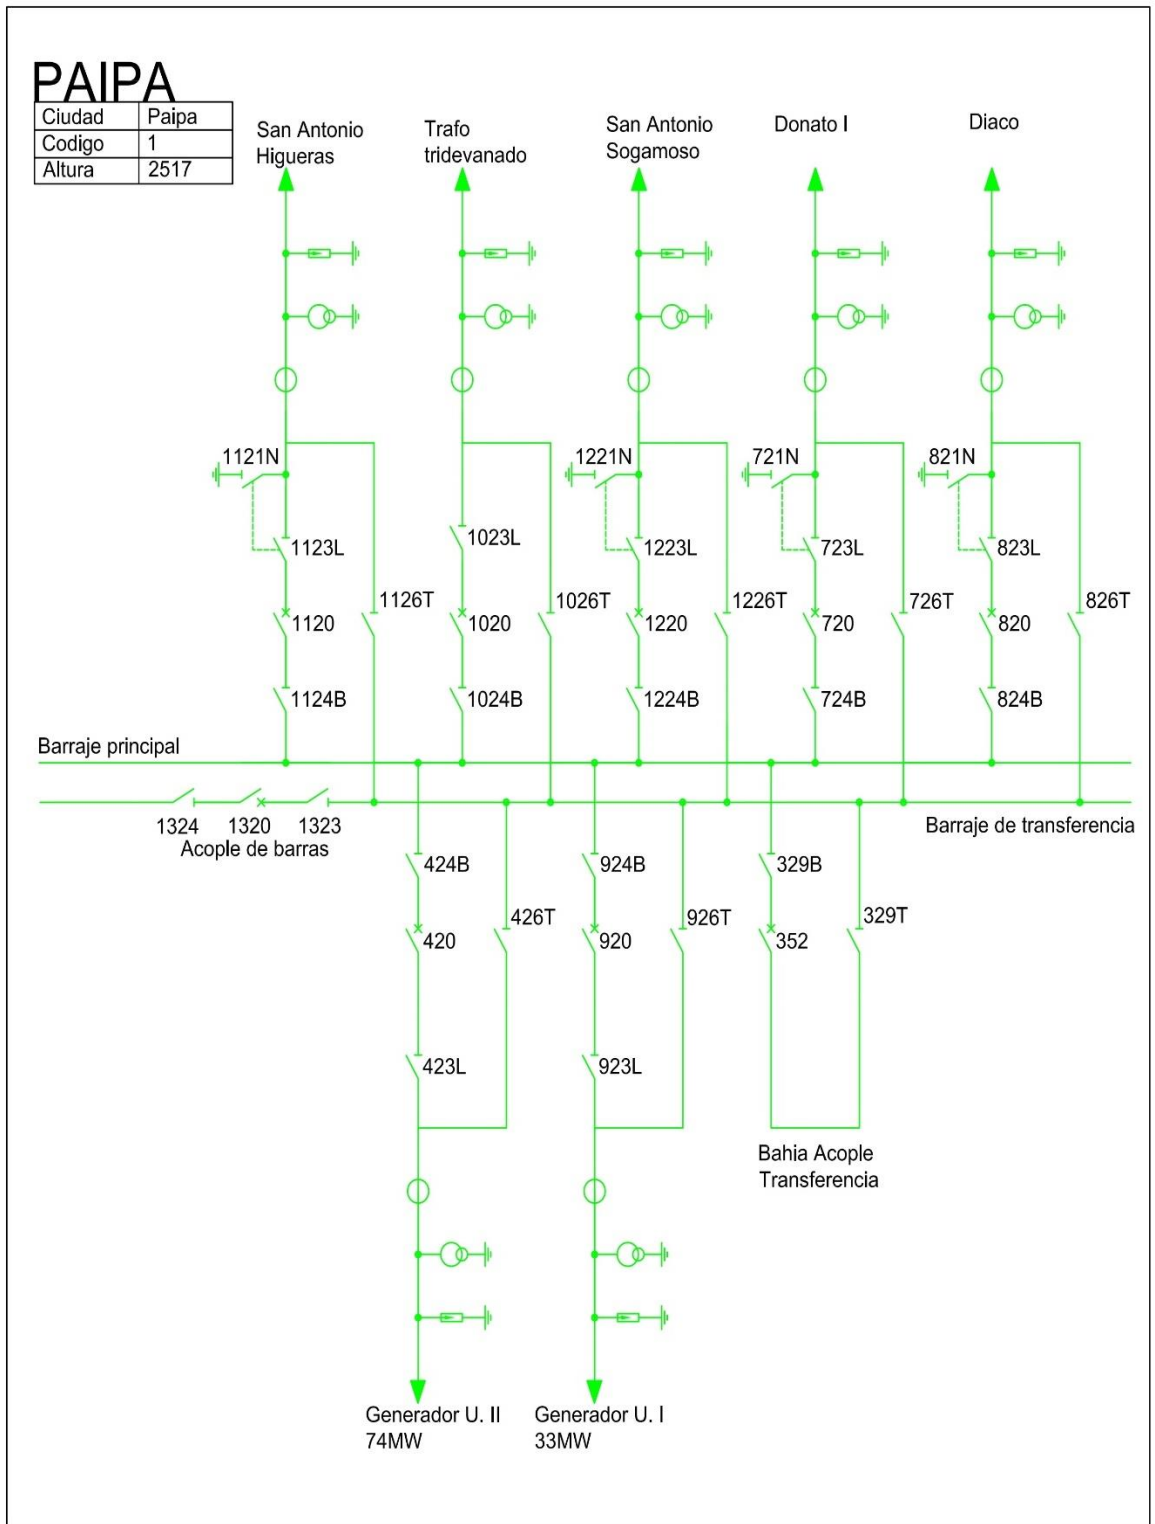 PAIPA
Ciudad Paipa
Codigo 1
Altura 2517
San Antonio
Higueras
Trafo
tridevanado
San Antonio
Sogamoso
Donato I
Diaco
1121N
1221N
721N
821N
1123L
1023L
1223L
723L
823L
1126T
1026T
1226T
726T
826T
1120
1020
1220
720
820
1124B
1024B
1224B
724B
824B
Barraje principal
1324 1320 1323
Acople de barras
Barraje de transferencia
424B
924B
329B
426T
926T
329T
420
920
352
423L
923L
Bahia Acople
Transferencia
Generador U. II
74MW
Generador U. I
33MW